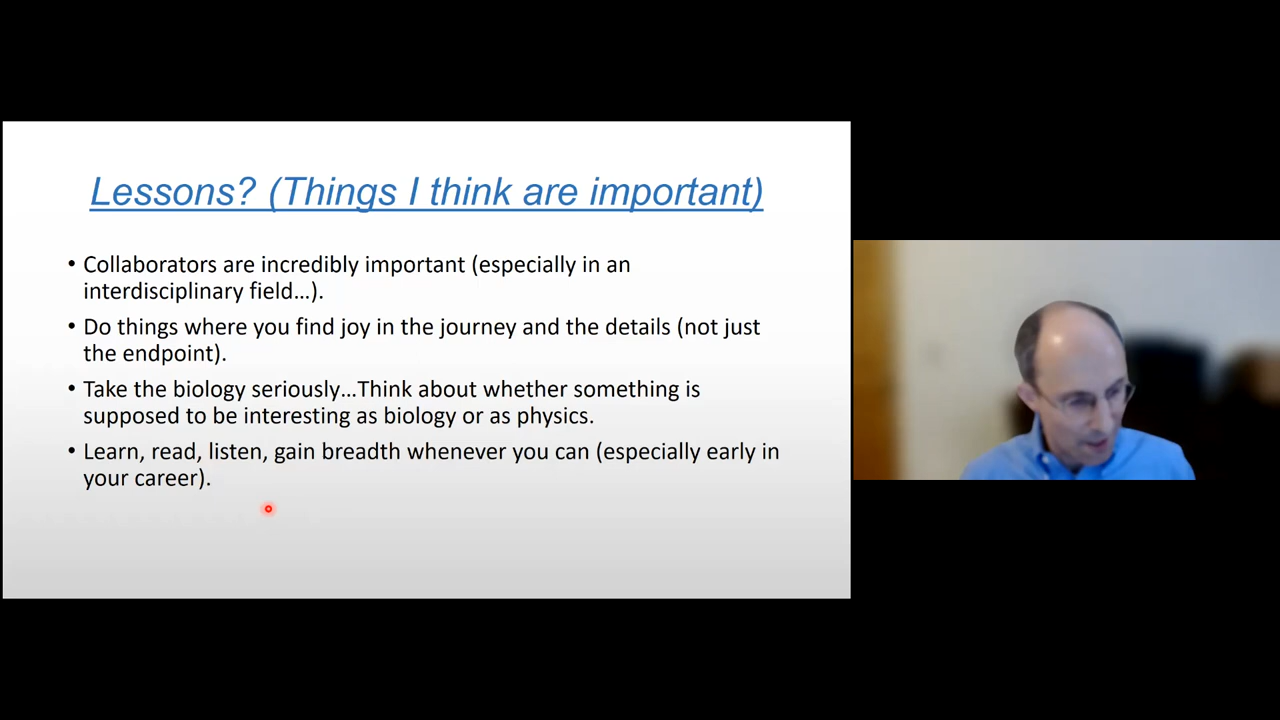 Lessons? (Things I think are important)
• Collaborators are incredibly important (especially in an
interdisciplinary field…).
• Do things where you find joy in the journey and the details (not just
the endpoint).
• Take the biology seriously…Think about whether something is
supposed to be interesting as biology or as physics.
• Learn, read, listen, gain breadth whenever you can (especially early in
your career).